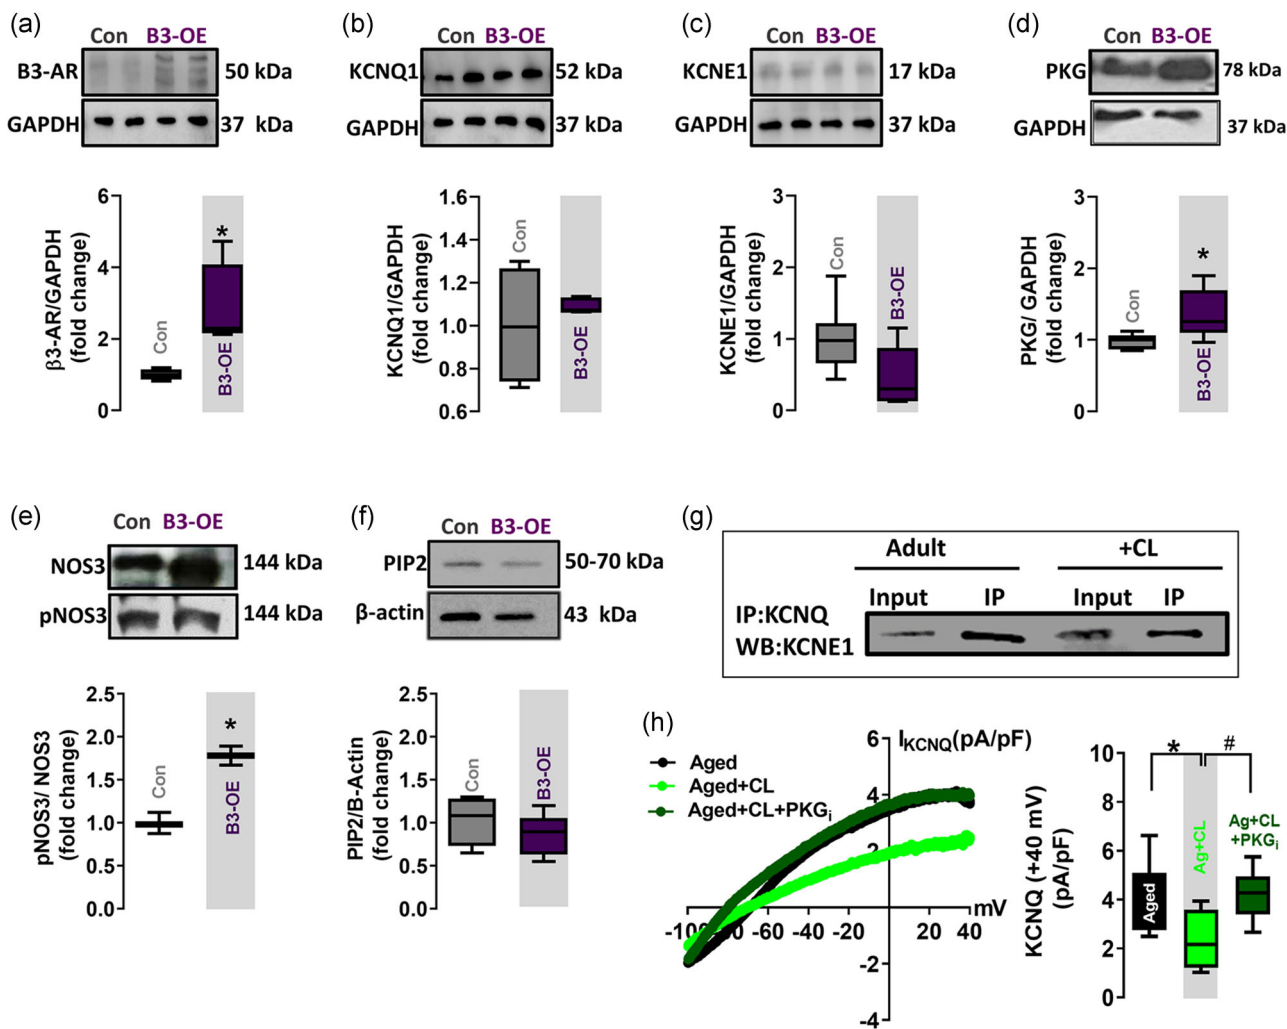 (a)
Con B3-OE
B3-AR 50 kDa
GAPDH 37 kDa
β3-AR/GAPDH
(fold change)
6
4
2
0
Con
*
B3-OE
(b)
Con B3-OE
KCNQ1 52 kDa
GAPDH 37 kDa
KCNQ1/GAPDH
(fold change)
1.6
1.4
1.2
1.0
0.8
0.6
Con
B3-OE
(c)
Con B3-OE
KCNE1 17 kDa
GAPDH 37 kDa
KCNE1/GAPDH
(fold change)
3
2
1
0
Con
B3-OE
(d)
Con B3-OE
PKG 78 kDa
GAPDH 37 kDa
PKG/ GAPDH
(fold change)
3
2
1
0
Con
*
B3-OE
(e)
Con B3-OE
NOS3 144 kDa
pNOS3 144 kDa
pNOS3/ NOS3
(fold change)
2.5
2.0
1.5
1.0
0.5
0.0
Con
*
B3-OE
(f)
Con B3-OE
PIP2 50-70 kDa
β-actin 43 kDa
PIP2/B-Actin
(fold change)
2.5
2.0
1.5
1.0
0.5
0.0
Con
B3-OE
(g)
Adult +CL
Input IP Input IP
IP:KCNQ
WB:KCNE1
(h)
Aged
Aged+CL
Aged+CL+PKGi
IKCNQ(pA/pF)
6
4
2
-2
-4
mV
-100 -60 -40 -20 20 40
KCNQ (+40 mV)
(pA/pF)
10
8
6
4
2
0
* #
Aged
Ag+CL
Ag+CL
+PKGi